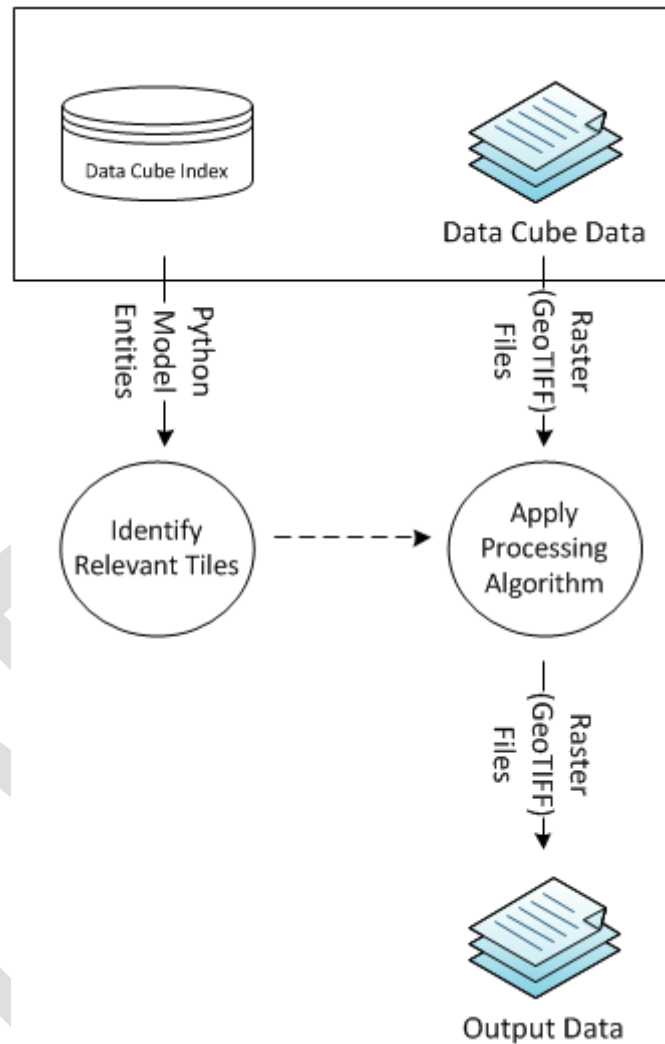 Data Cube Index
Data Cube Data
Python
Model
Entities
Raster
(GeoTIFF)
Files
Identify
Relevant Tiles
Apply
Processing
Algorithm
Raster
(GeoTIFF)
Files
Output Data